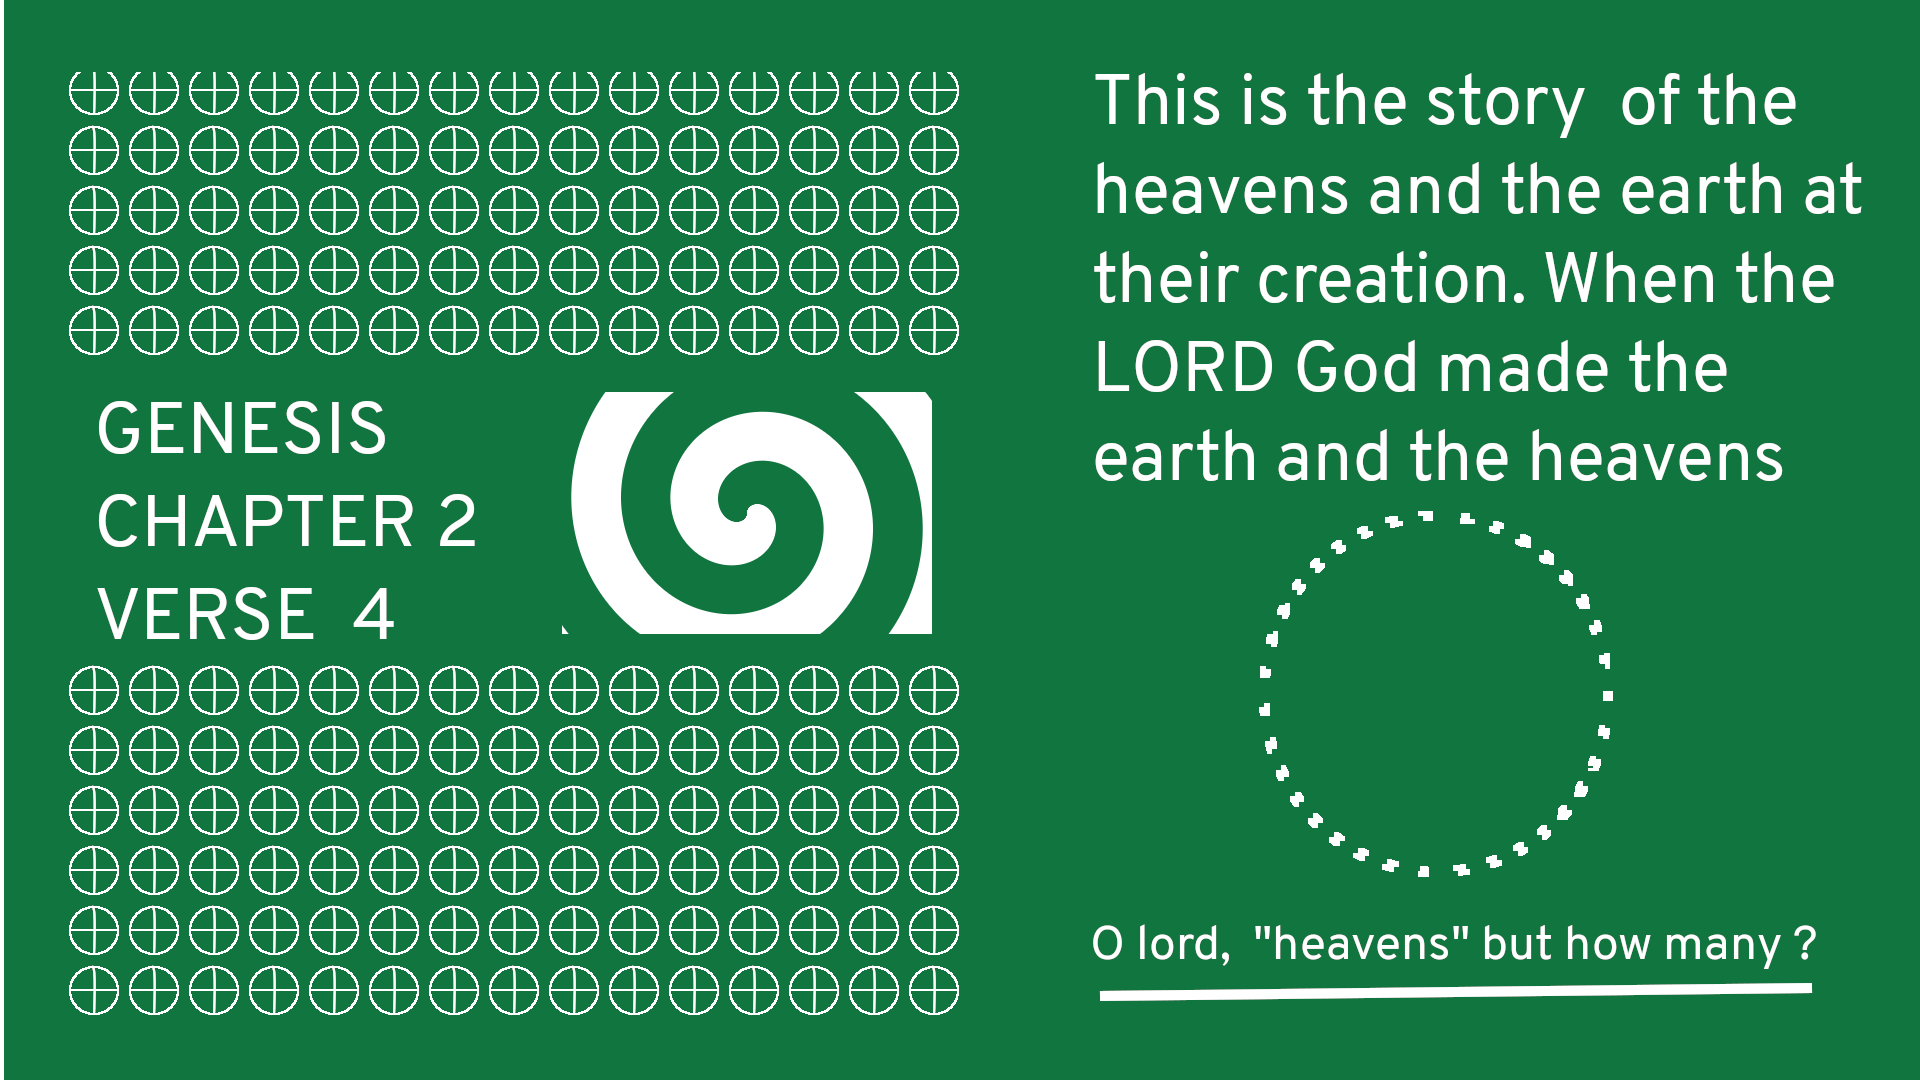 GENESIS
CHAPTER 2
VERSE  4
This is the story  of the
heavens and the earth at
their creation. When the
LORD God made the
earth and the heavens
O lord,  "heavens" but how many ?